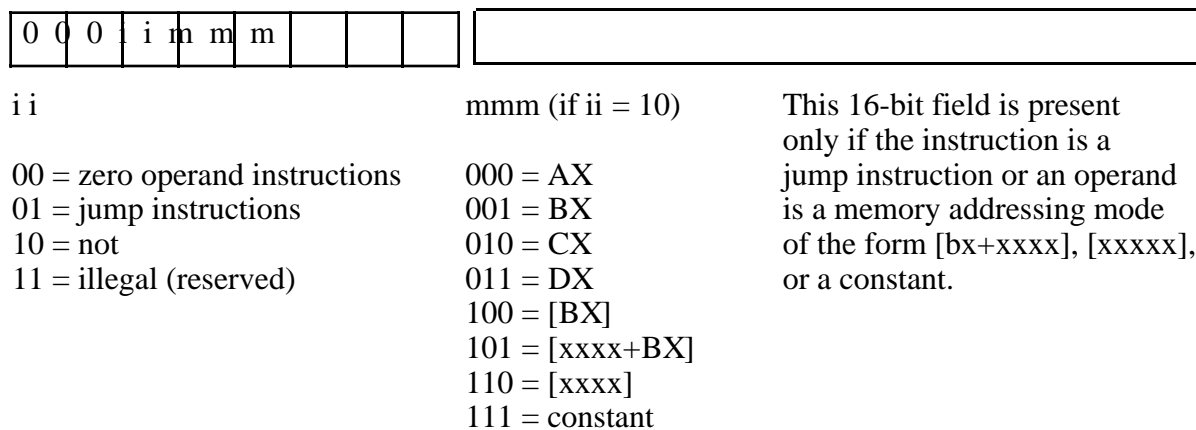 0 0 0 i i m m m
i i
mmm (if ii = 10)
This 16-bit field is present
only if the instruction is a
jump instruction or an operand
is a memory addressing mode
of the form [bx+xxxx], [xxxxx],
or a constant.
00 = zero operand instructions
01 = jump instructions
10 = not
11 = illegal (reserved)
000 = AX
001 = BX
010 = CX
011 = DX
100 = [BX]
101 = [xxxx+BX]
110 = [xxxx]
111 = constant